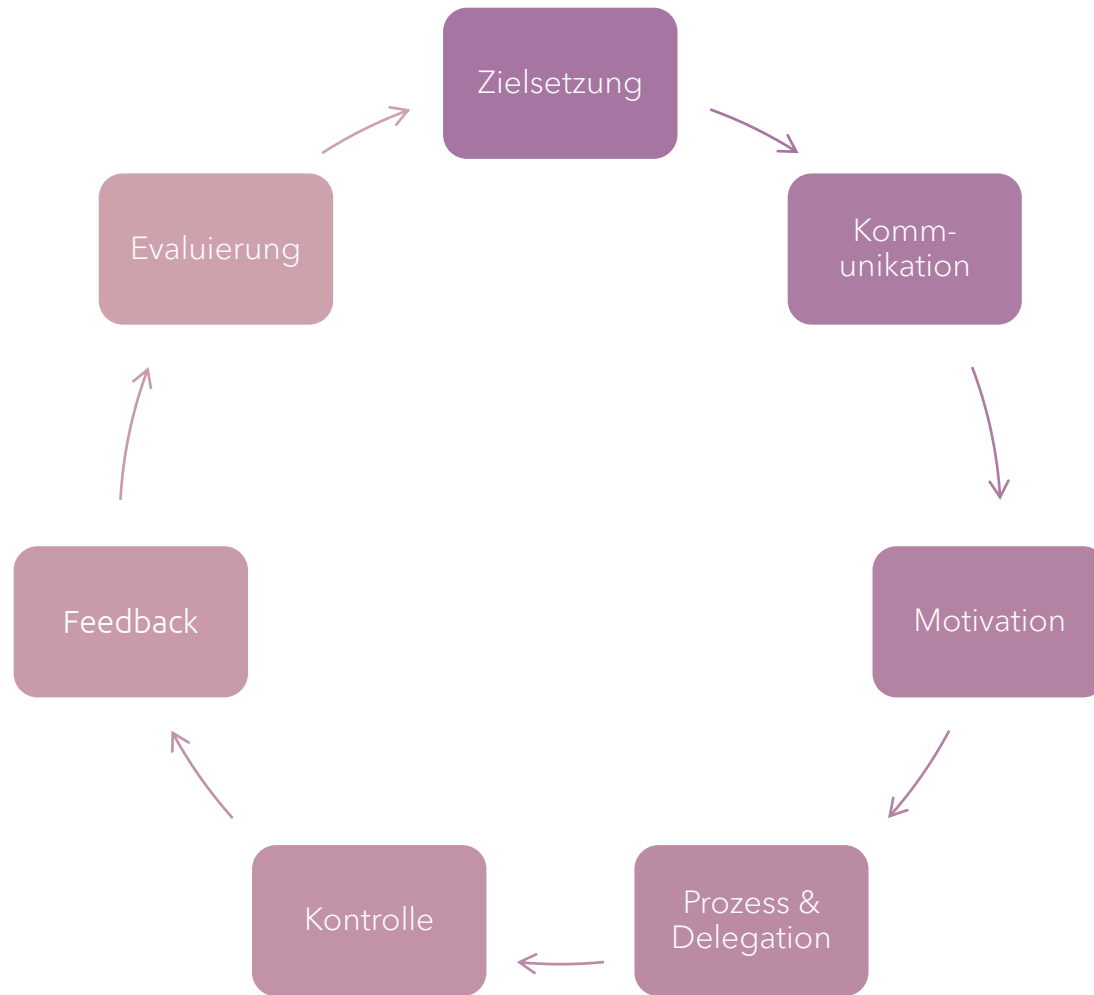 Zielsetzung
Komm-
unikation
Motivation
Prozess &
Delegation
Kontrolle
Feedback
Evaluierung